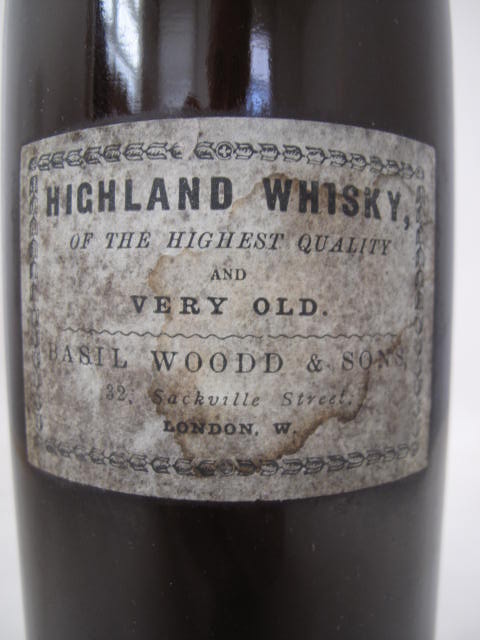 HIGHLAND WHISKY,
OF THE HIGHEST QUALITY
AND
VERY OLD.
BASIL WOODD & SONS,
32, Sackville Street,
LONDON, W.